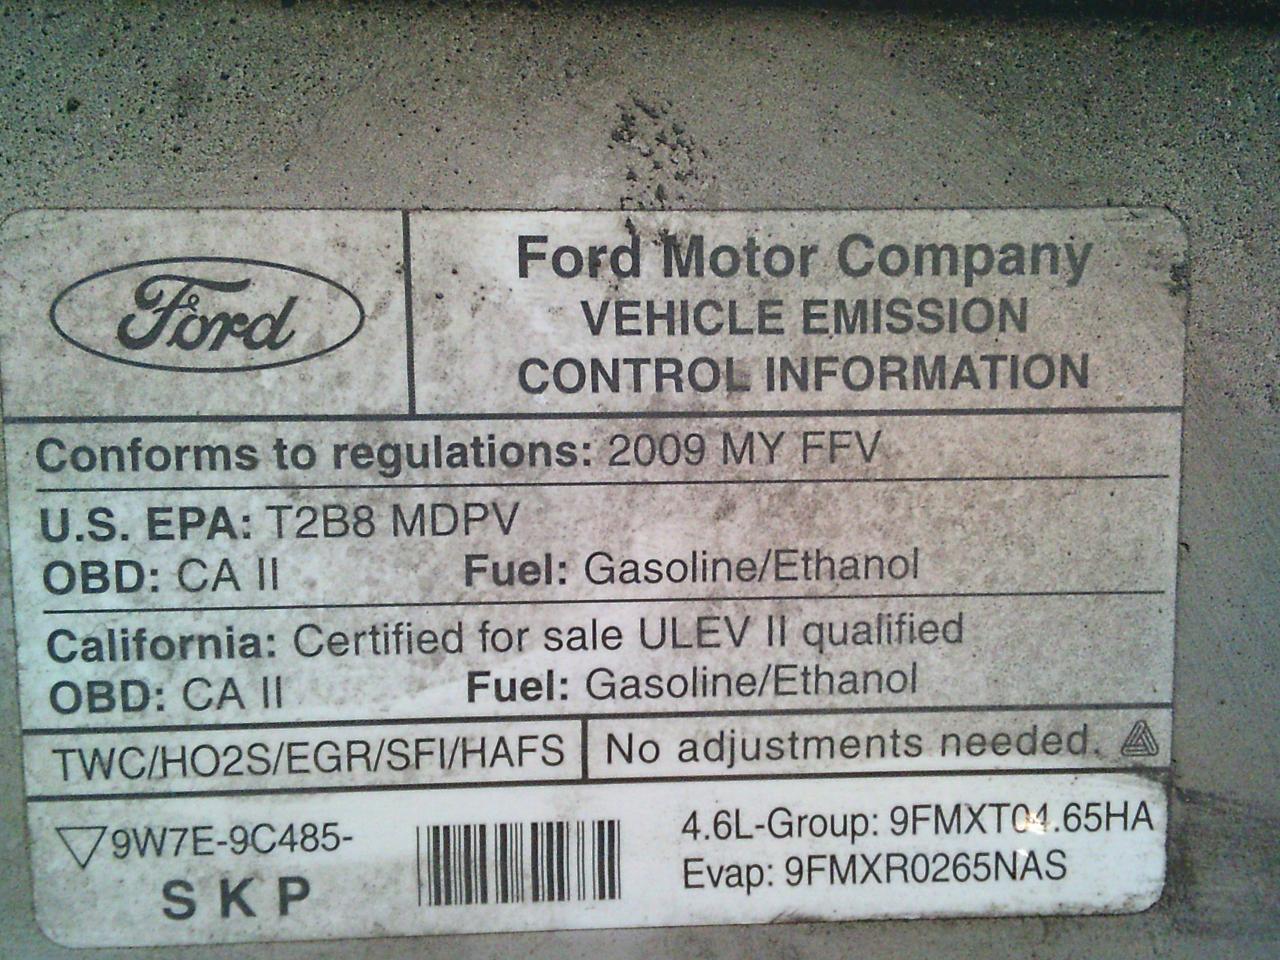 Ford
Ford Motor Company
VEHICLE EMISSION
CONTROL INFORMATION
Conforms to regulations: 2009 MY FFV
U.S. EPA: T2B8 MDPV
OBD: CA II Fuel: Gasoline/Ethanol
California: Certified for sale ULEV II qualified
OBD: CA II Fuel: Gasoline/Ethanol
TWC/HO2S/EGR/SFI/HAFS No adjustments needed.
9W7E-9C485-
SKP
4.6L-Group: 9FMXT04.65HA
Evap: 9FMXR0265NAS